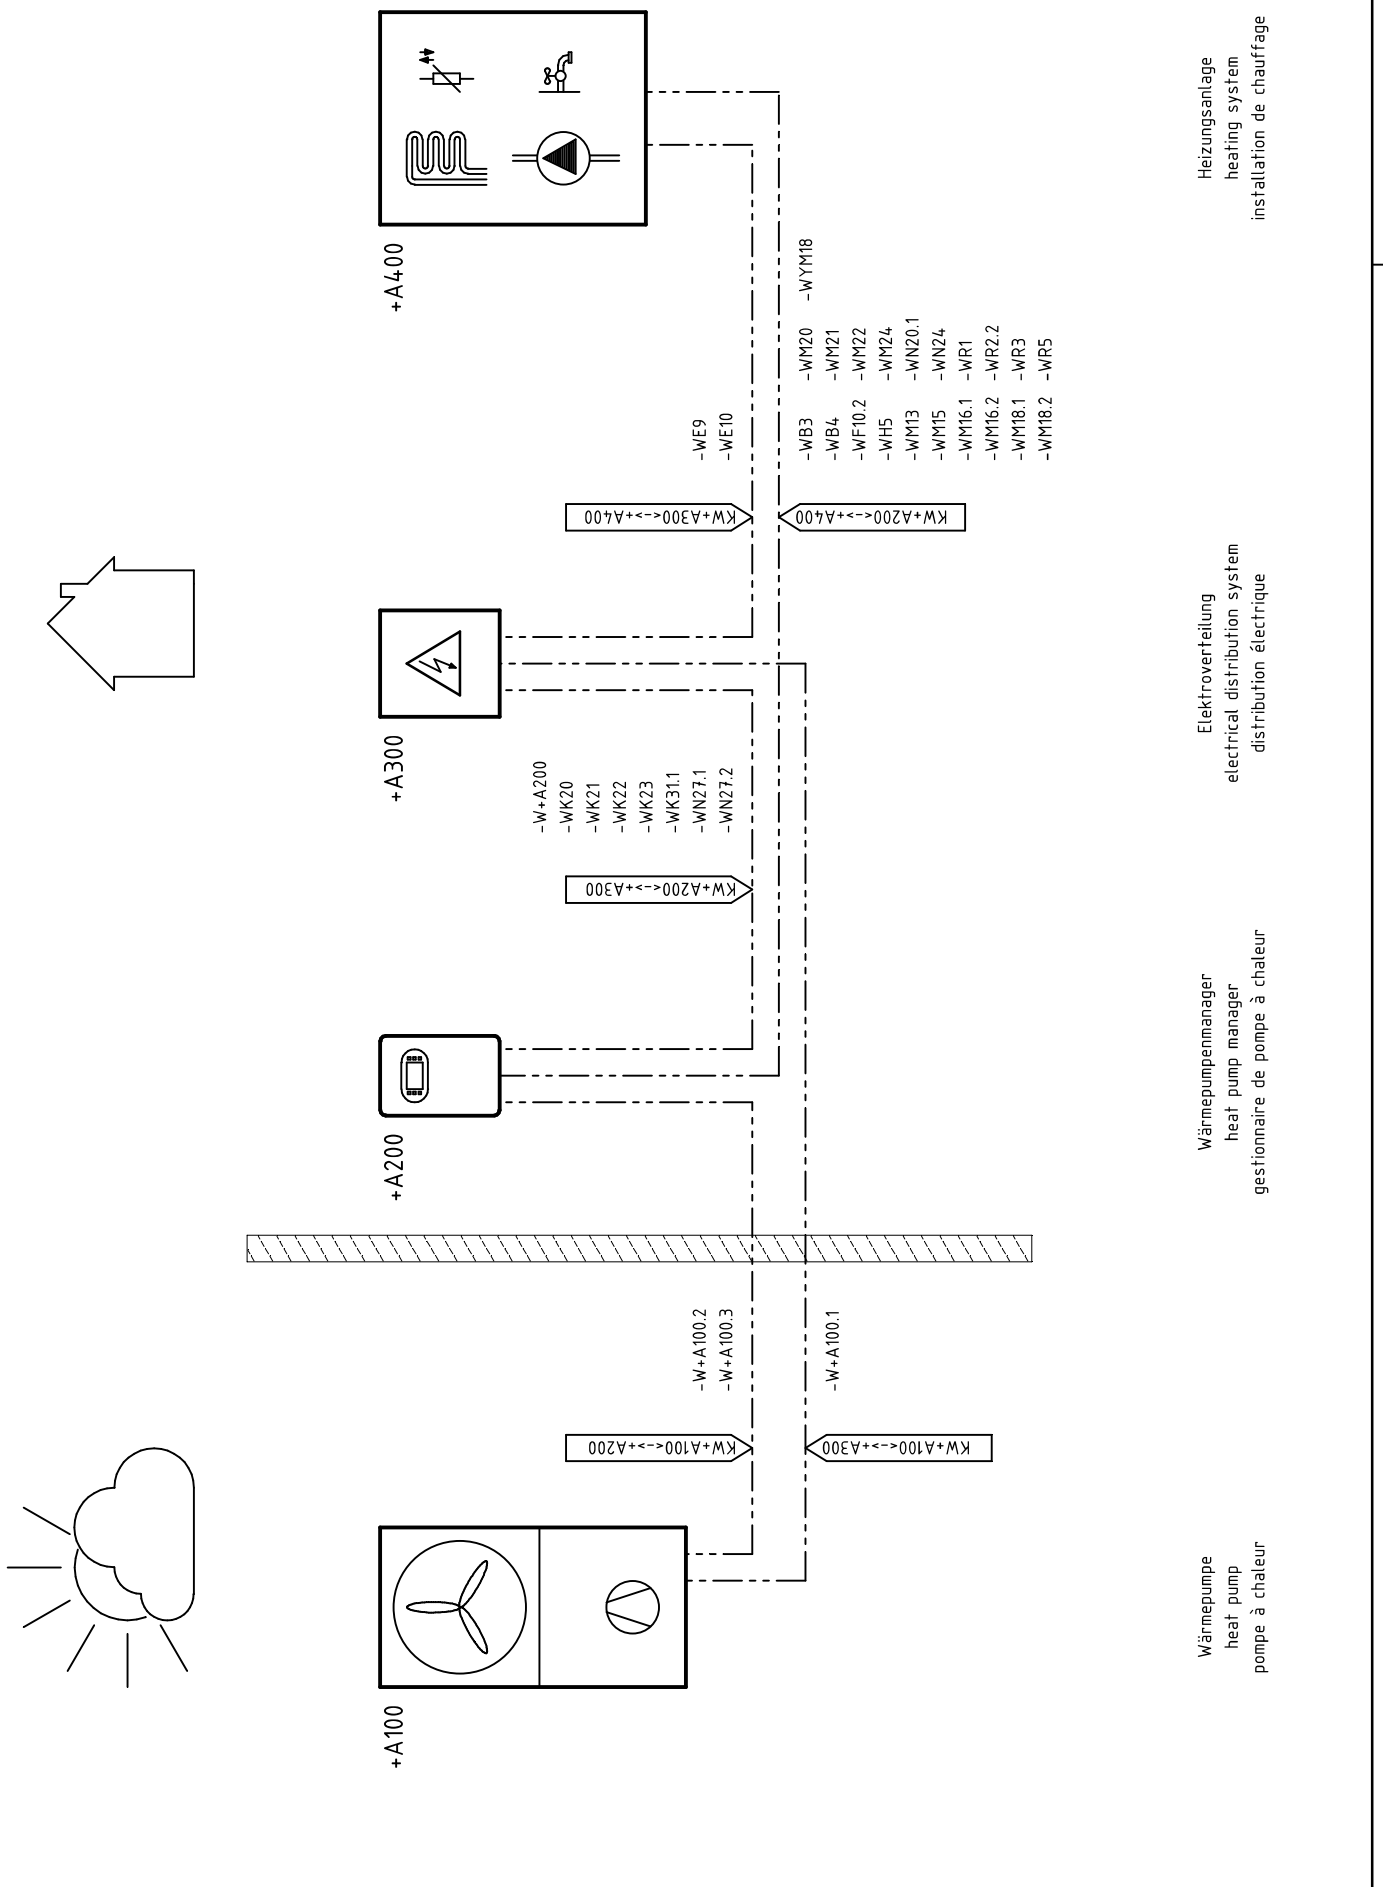 +A100
+A200
+A300
+A400
KW+A100<->+A200
-W+A100.2
-W+A100.3
KW+A100<->+A300
-W+A100.1
KW+A200<->+A300
-W+A200
-WK20
-WK21
-WK22
-WK23
-WK31.1
-WN27.1
-WN27.2
KW+A300<->+A400
-WE9
-WE10
KW+A200<->+A400
-WB3 -WM20 -WYM18
-WB4 -WM21
-WF10.2 -WM22
-WH5 -WM24
-WM13 -WN20.1
-WM15 -WN24
-WM16.1 -WR1
-WM16.2 -WR2.2
-WM18.1 -WR3
-WM18.2 -WR5
Wärmepumpe
heat pump
pompe à chaleur
Wärmepumpenmanager
heat pump manager
gestionnaire de pompe à chaleur
Elektroverteilung
electrical distribution system
distribution électrique
Heizungsanlage
heating system
installation de chauffage